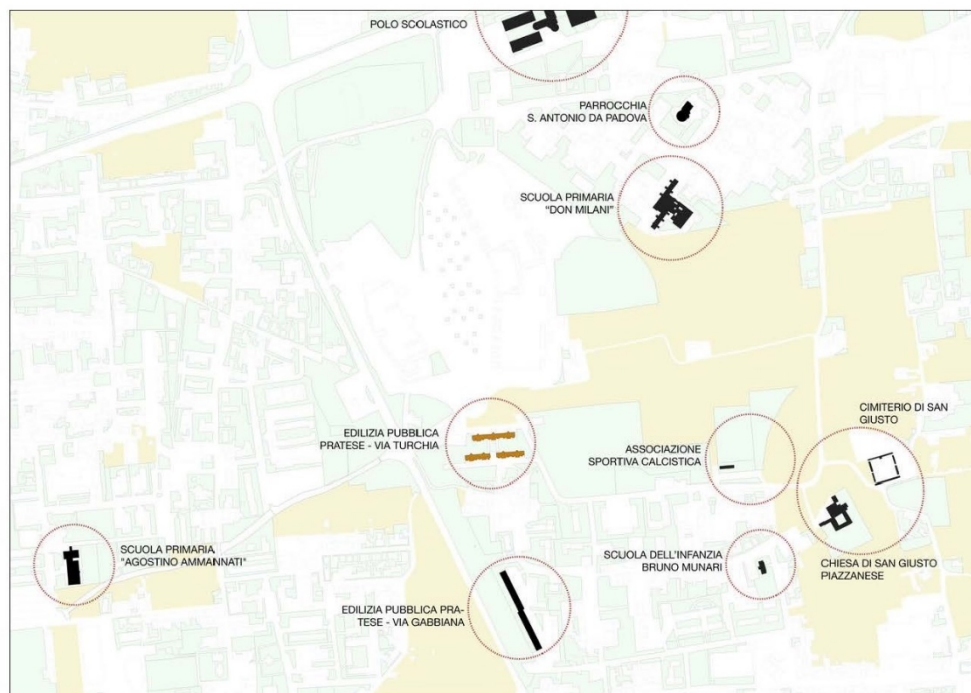 POLO SCOLASTICO
PARROCCHIA
S. ANTONIO DA PADOVA
SCUOLA PRIMARIA
"DON MILANI"
CIMITERIO DI SAN
GIUSTO
EDILIZIA PUBBLICA
PRATESE - VIA TURCHIA
ASSOCIAZIONE
SPORTIVA CALCISTICA
SCUOLA PRIMARIA
"AGOSTINO AMMANNATI"
SCUOLA DELL'INFANZIA
BRUNO MUNARI
CHIESA DI SAN GIUSTO
PIAZZANESE
EDILIZIA PUBBLICA PRA-
TESE - VIA GABBIANA